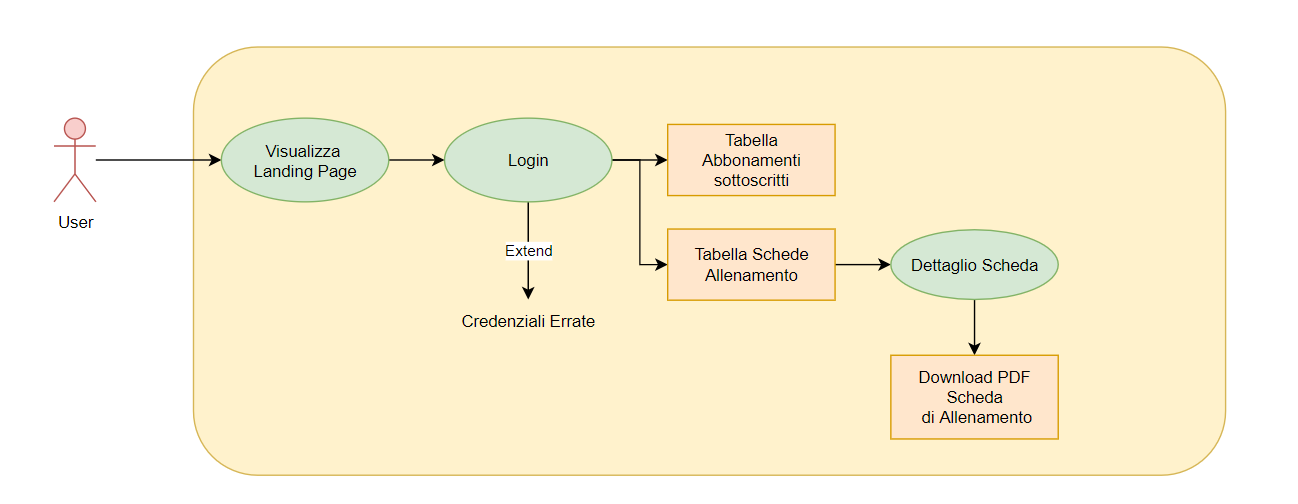 User
Visualizza
Landing Page
Login
Extend
Credenziali Errate
Tabella
Abbonamenti
sottoscritti
Tabella Schede
Allenamento
Dettaglio Scheda
Download PDF
Scheda
di Allenamento